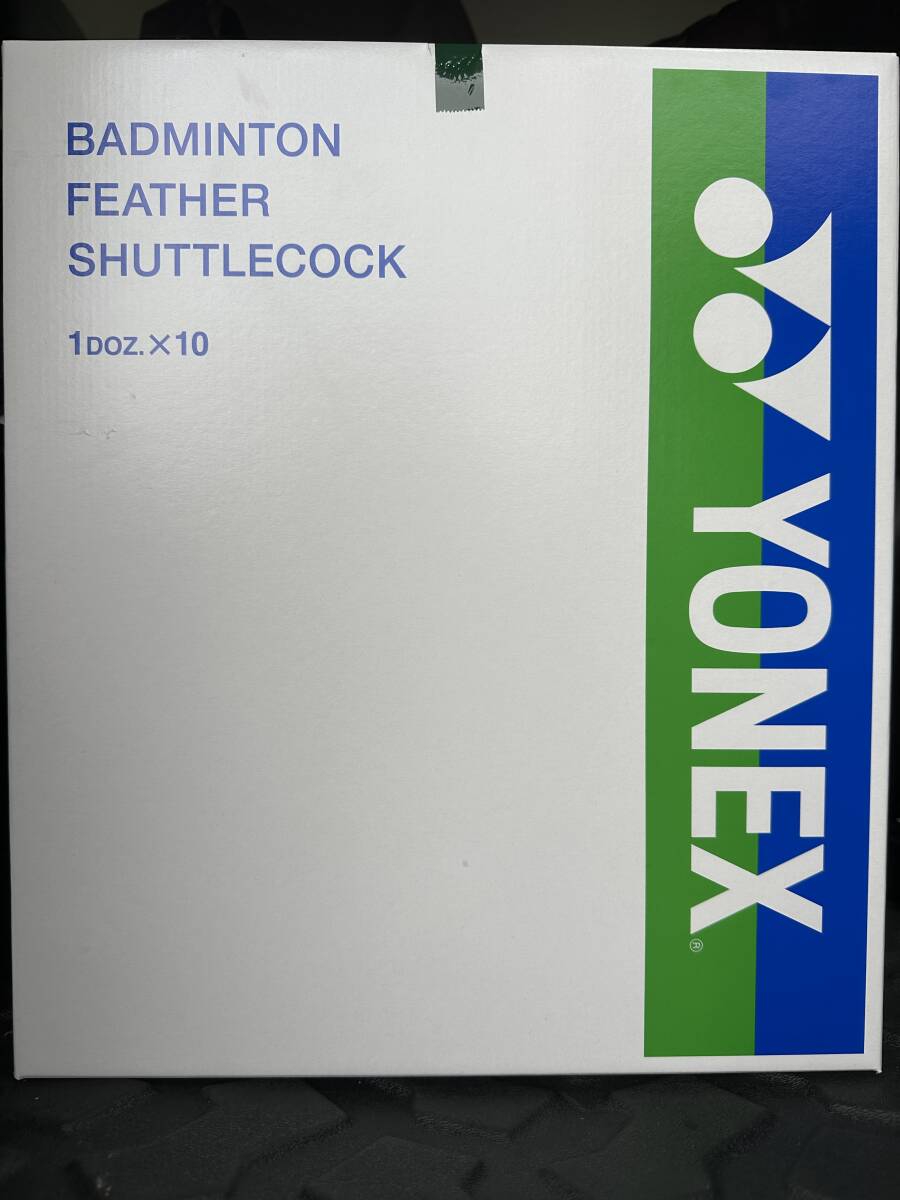 BADMINTON
FEATHER
SHUTTLECOCK
1DOZ.×10
YONEX®